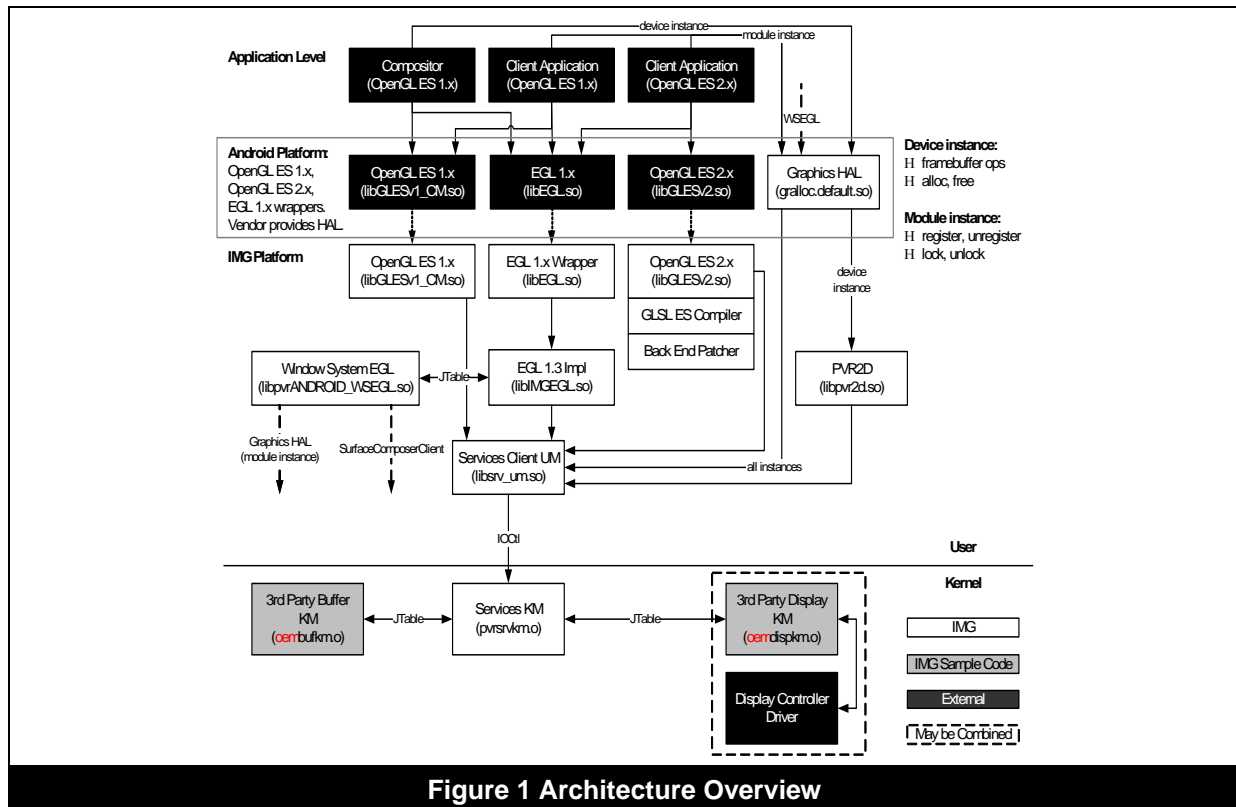 device instance
module instance
Application Level
Compositor
(OpenGL ES 1.x)
Client Application
(OpenGL ES 1.x)
Client Application
(OpenGL ES 2.x)
WSEGL
Android Platform:
OpenGL ES 1.x,
OpenGL ES 2.x,
EGL 1.x wrappers.
Vendor provides HAL.
OpenGL ES 1.x
(libGLESv1_CM.so)
EGL 1.x
(libEGL.so)
OpenGL ES 2.x
(libGLESv2.so)
Graphics HAL
(gralloc.default.so)
Device instance:
H framebuffer ops
H alloc, free
Module instance:
H register, unregister
H lock, unlock
IMG Platform
OpenGL ES 1.x
(libGLESv1_CM.so)
EGL 1.x Wrapper
(libEGL.so)
OpenGL ES 2.x
(libGLESv2.so)
GLSL ES Compiler
Back End Patcher
device
instance
Window System EGL
(libpvrANDROID_WSEGL.so)
JTable
EGL 1.3 Impl
(libIMGEGL.so)
PVR2D
(libpvr2d.so)
Graphics HAL
(module instance)
SurfaceComposerClient
Services Client UM
(libsrv_um.so)
all instances
IOCtl
User
Kernel
3rd Party Buffer
KM
(oembufkm.o)
JTable
Services KM
(pvrsrvkm.o)
JTable
3rd Party Display
KM
(oemdispkm.o)
Display Controller
Driver
IMG
IMG Sample Code
External
May be Combined
Figure 1 Architecture Overview